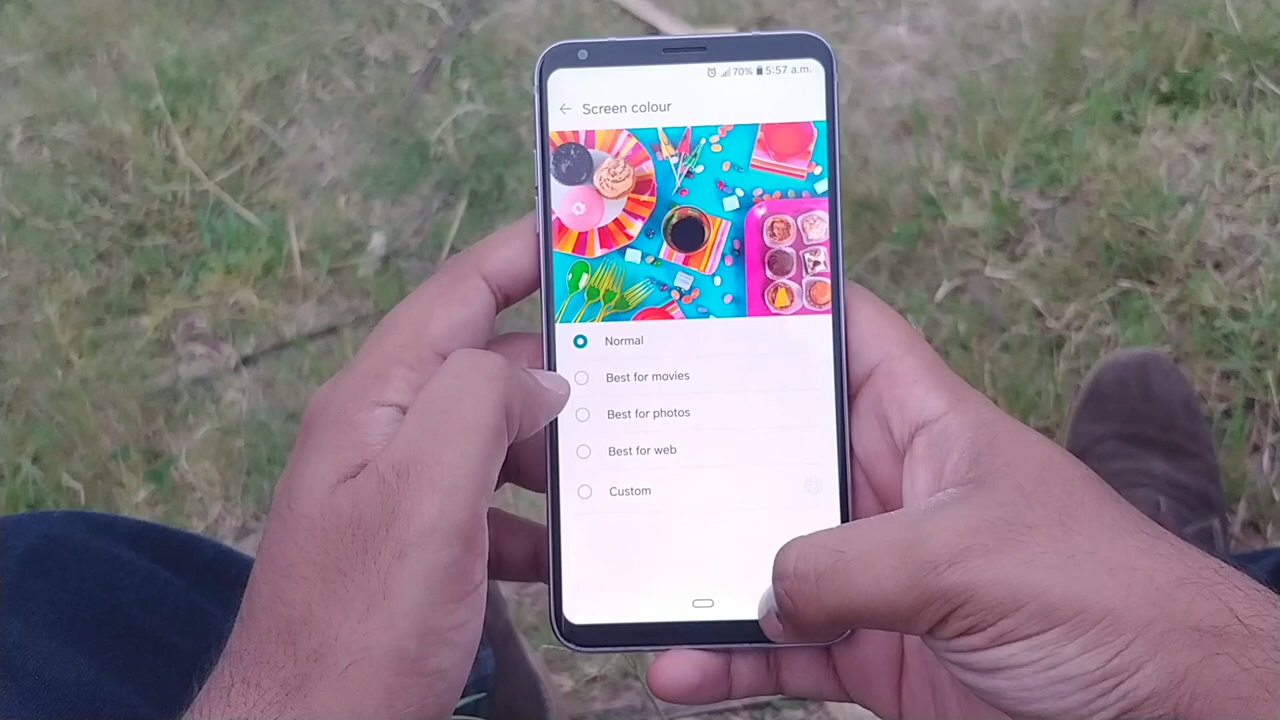 70% 5:57 a.m.
Screen colour
Normal
Best for movies
Best for photos
Best for web
Custom